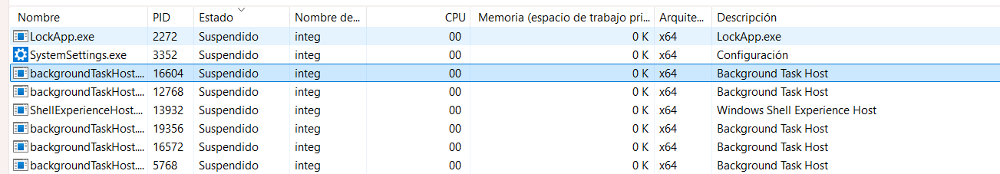 Nombre PID Estado Nombre de... CPU Memoria (espacio de trabajo pri... Arquite... Descripción
LockApp.exe 2272 Suspendido integ 00 0 K x64 LockApp.exe
SystemSettings.exe 3352 Suspendido integ 00 0 K x64 Configuración
backgroundTaskHost.... 16604 Suspendido integ 00 0 K x64 Background Task Host
backgroundTaskHost.... 12768 Suspendido integ 00 0 K x64 Background Task Host
ShellExperienceHost.... 13932 Suspendido integ 00 0 K x64 Windows Shell Experience Host
backgroundTaskHost.... 19356 Suspendido integ 00 0 K x64 Background Task Host
backgroundTaskHost.... 16572 Suspendido integ 00 0 K x64 Background Task Host
backgroundTaskHost.... 5768 Suspendido integ 00 0 K x64 Background Task Host